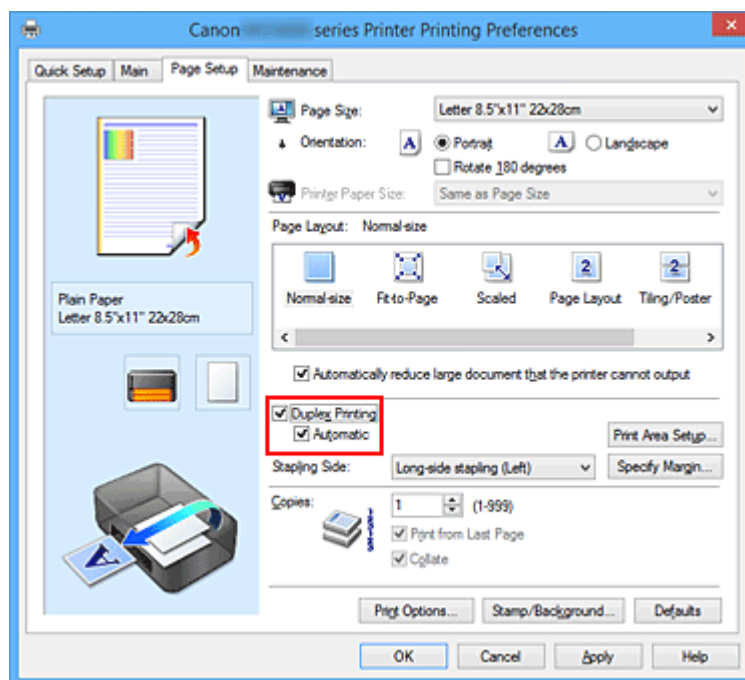 Canon series Printer Printing Preferences
Quick Setup Main Page Setup Maintenance
Page Size: Letter 8.5"x11" 22x28cm
Orientation: A Portrait A Landscape
Rotate 180 degrees
Printer Paper Size: Same as Page Size
Page Layout: Normal-size
2 2
Normal-size Fit-to-Page Scaled Page Layout Tiling/Poster
Plain Paper
Letter 8.5"x11" 22x28cm
Automatically reduce large document that the printer cannot output
Duplex Printing
Automatic
Print Area Setup...
Stapling Side: Long-side stapling (Left) Specify Margin...
Copies: 1 (1-999)
Print from Last Page
Collate
A
Print Options... Stamp/Background... Defaults
OK Cancel Apply Help